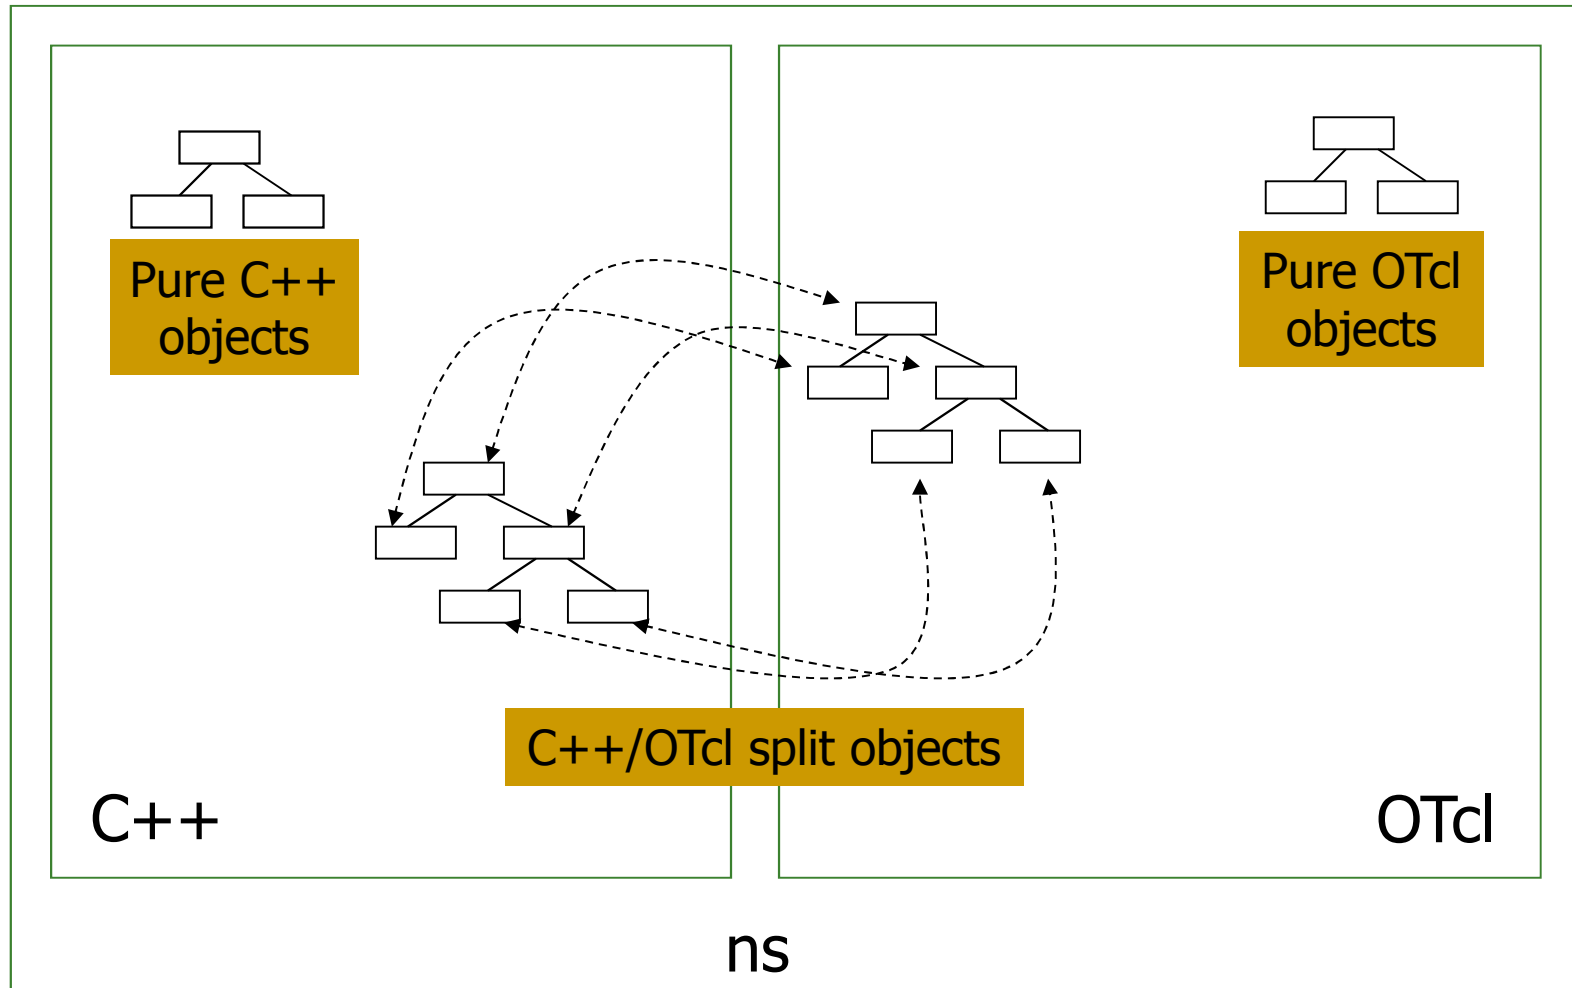 Pure C++
objects
Pure OTcl
objects
C++/OTcl split objects
C++
OTcl
ns